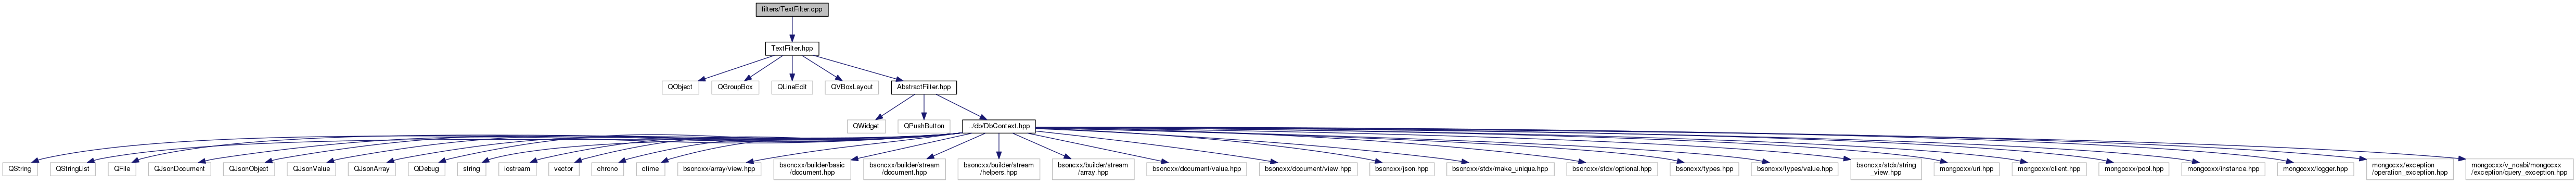 filters/TextFilter.cpp
TextFilter.hpp
QObject
QGroupBox
QLineEdit
QVBoxLayout
AbstractFilter.hpp
QWidget
QPushButton
../db/DbContext.hpp
QString
QStringList
QFile
QJsonDocument
QJsonObject
QJsonValue
QJsonArray
QDebug
string
iostream
vector
chrono
ctime
bsoncxx/array/view.hpp
bsoncxx/builder/basic
/document.hpp
bsoncxx/builder/stream
/document.hpp
bsoncxx/builder/stream
/helpers.hpp
bsoncxx/builder/stream
/array.hpp
bsoncxx/document/value.hpp
bsoncxx/document/view.hpp
bsoncxx/json.hpp
bsoncxx/stdx/make_unique.hpp
bsoncxx/stdx/optional.hpp
bsoncxx/types.hpp
bsoncxx/types/value.hpp
bsoncxx/stdx/string
_view.hpp
mongocxx/uri.hpp
mongocxx/client.hpp
mongocxx/pool.hpp
mongocxx/instance.hpp
mongocxx/logger.hpp
mongocxx/exception
/operation_exception.hpp
mongocxx/v_noabi/mongocxx
/exception/query_exception.hpp